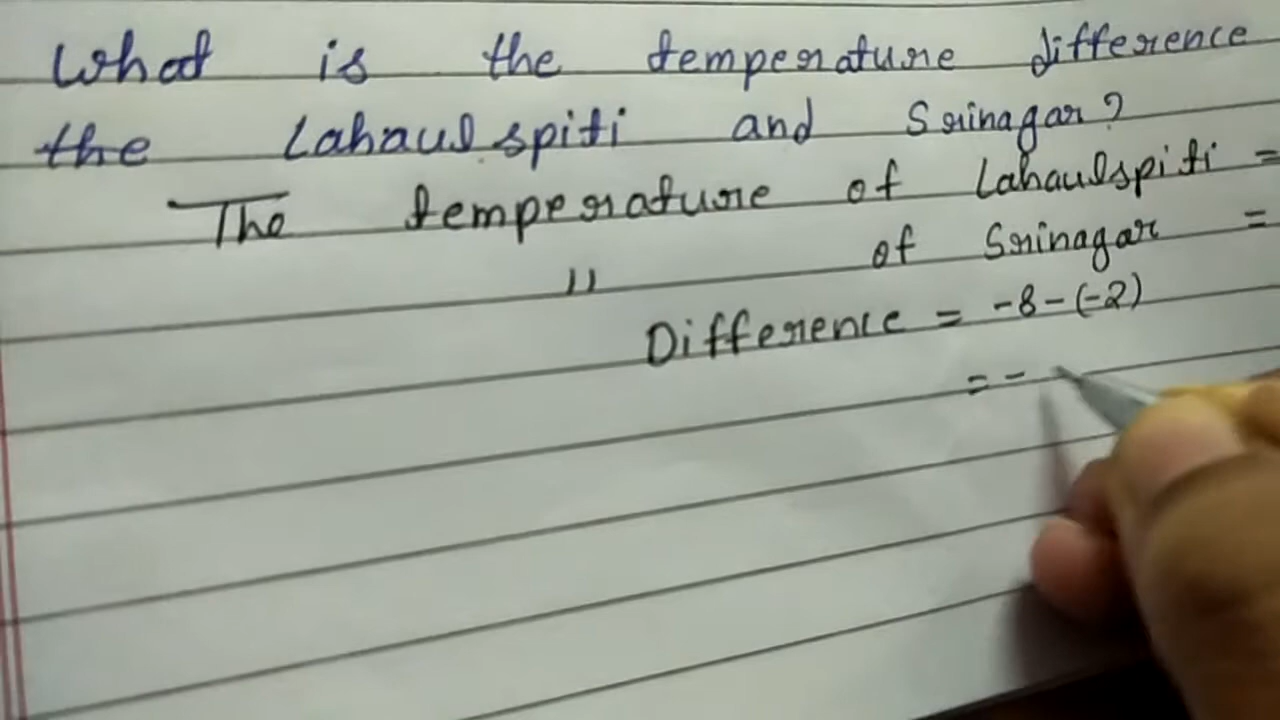 What is the temperature difference
the Lahaulspiti and Srinagar?
The temperature of Lahaulspiti =
" of Srinagar =
Difference = -8-(-2)
= -